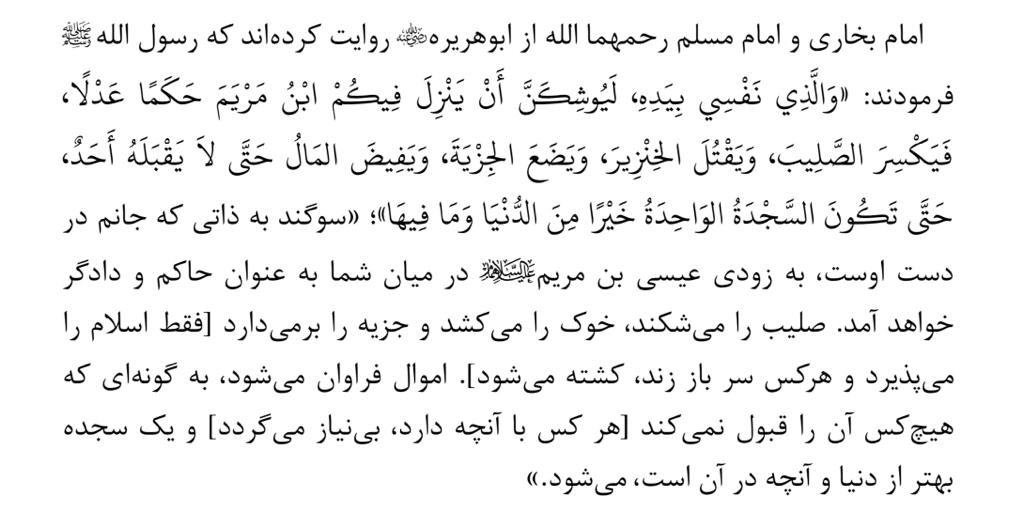 امام بخاری و امام مسلم رحمهما الله از ابوهریره رضی الله عنه روایت کرده‌اند که رسول الله ﷺ
فرمودند: «وَالَّذِي نَفْسِي بِيَدِهِ، لَيُوشِكَنَّ أَنْ يَنْزِلَ فِيكُمْ ابْنُ مَرْيَمَ حَكَمًا عَدْلًا،
فَيَكْسِرَ الصَّلِيبَ، وَيَقْتُلَ الخِنْزِيرَ، وَيَضَعَ الجِزْيَةَ، وَيَفِيضَ المَالُ حَتَّى لاَ يَقْبَلَهُ أَحَدٌ،
حَتَّى تَكُونَ السَّجْدَةُ الوَاحِدَةُ خَيْرًا مِنَ الدُّنْيَا وَمَا فِيهَا»؛ «سوگند به ذاتی که جانم در
دست اوست، به زودی عیسی بن مریم علیه السلام در میان شما به عنوان حاکم و دادگر
خواهد آمد. صلیب را می‌شکند، خوک را می‌کشد و جزیه را برمی‌دارد [فقط اسلام را
می‌پذیرد و هرکس سر باز زند، کشته می‌شود]. اموال فراوان می‌شود، به گونه‌ای که
هیچ‌کس آن را قبول نمی‌کند [هر کس با آنچه دارد، بی‌نیاز می‌گردد] و یک سجده
بهتر از دنیا و آنچه در آن است، می‌شود.»